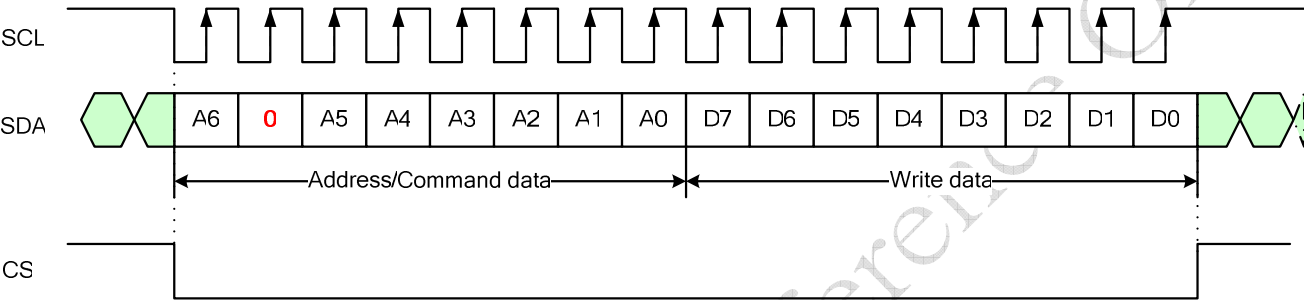 SCL
SDA A6 0 A5 A4 A3 A2 A1 A0 D7 D6 D5 D4 D3 D2 D1 D0
Address/Command data Write data
CS